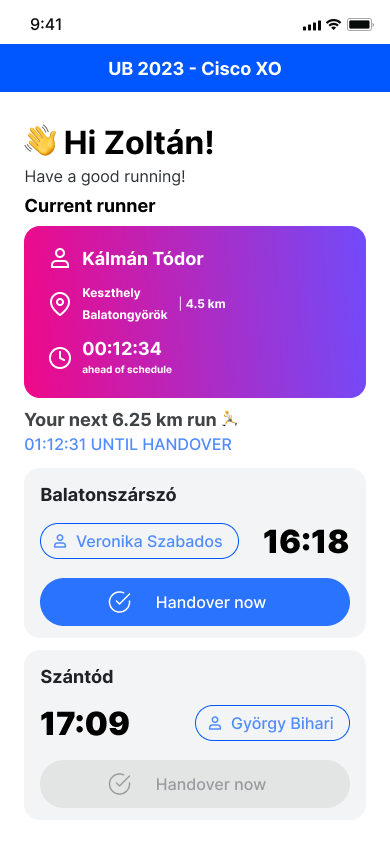 9:41
UB 2023 - Cisco XO
👋 Hi Zoltán!
Have a good running!
Current runner
Kálmán Tódor
Keszthely
Balatongyörök
| 4.5 km
00:12:34
ahead of schedule
Your next 6.25 km run
01:12:31 UNTIL HANDOVER
Balatonszárszó
Veronika Szabados
16:18
Handover now
Szántód
17:09
György Bihari
Handover now